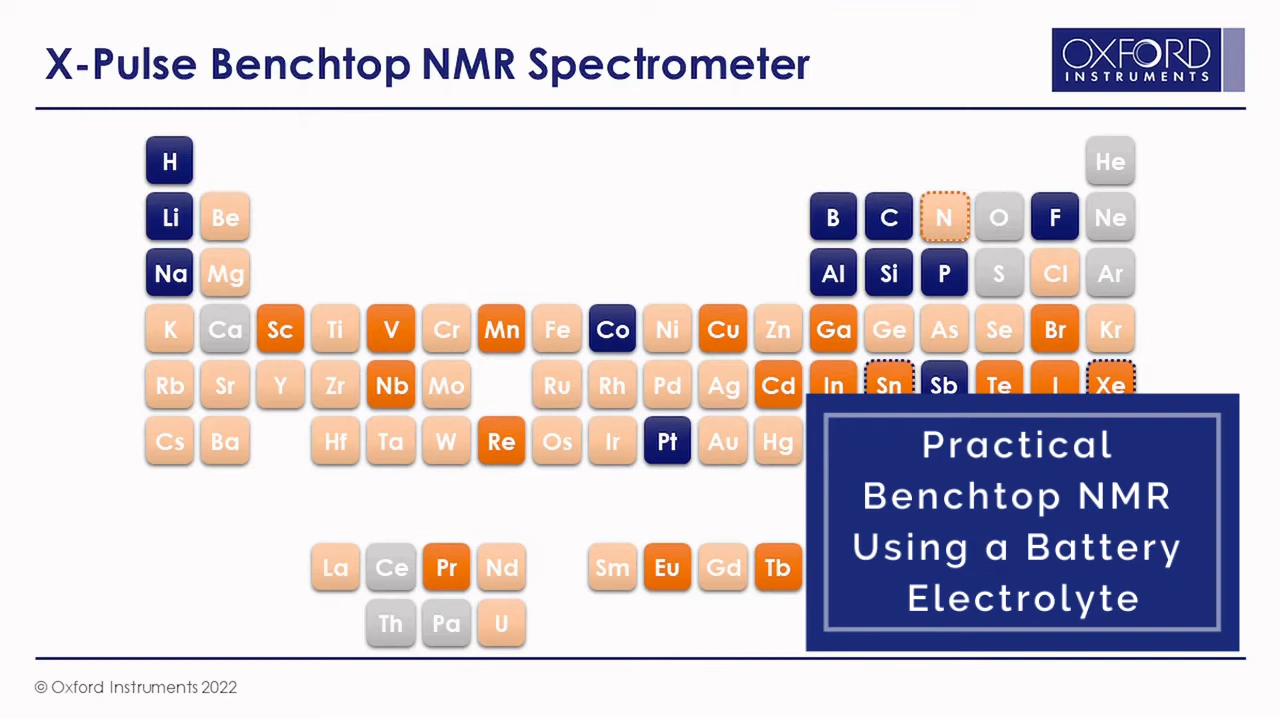 X-Pulse Benchtop NMR Spectrometer
OXFORD
INSTRUMENTS
H He
Li Be B C N O F Ne
Na Mg Al Si P S Cl Ar
K Ca Sc Ti V Cr Mn Fe Co Ni Cu Zn Ga Ge As Se Br Kr
Rb Sr Y Zr Nb Mo Ru Rh Pd Ag Cd In Sn Sb Te I Xe
Cs Ba Hf Ta W Re Os Ir Pt Au Hg
La Ce Pr Nd Sm Eu Gd Tb
Th Pa U
Practical
Benchtop NMR
Using a Battery
Electrolyte
© Oxford Instruments 2022